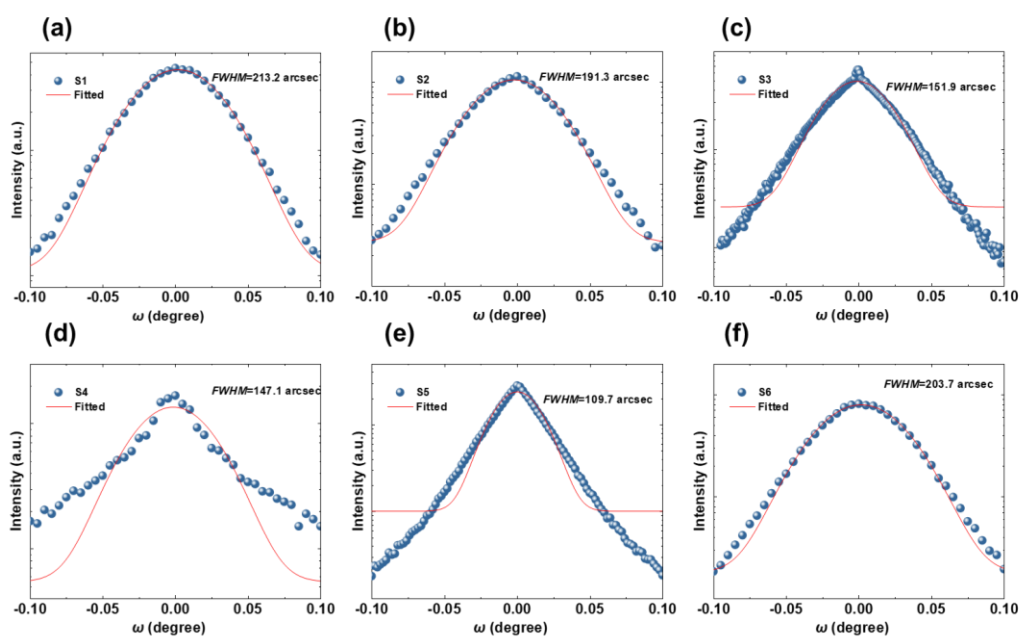 (a)
S1
Fitted
FWHM=213.2 arcsec
Intensity (a.u.)
-0.10 -0.05 0.00 0.05 0.10
ω (degree)
(b)
S2
Fitted
FWHM=191.3 arcsec
Intensity (a.u.)
-0.10 -0.05 0.00 0.05 0.10
ω (degree)
(c)
S3
Fitted
FWHM=151.9 arcsec
Intensity (a.u.)
-0.10 -0.05 0.00 0.05 0.10
ω (degree)
(d)
S4
Fitted
FWHM=147.1 arcsec
Intensity (a.u.)
-0.10 -0.05 0.00 0.05 0.10
ω (degree)
(e)
S5
Fitted
FWHM=109.7 arcsec
Intensity (a.u.)
-0.10 -0.05 0.00 0.05 0.10
ω (degree)
(f)
S6
Fitted
FWHM=203.7 arcsec
Intensity (a.u.)
-0.10 -0.05 0.00 0.05 0.10
ω (degree)